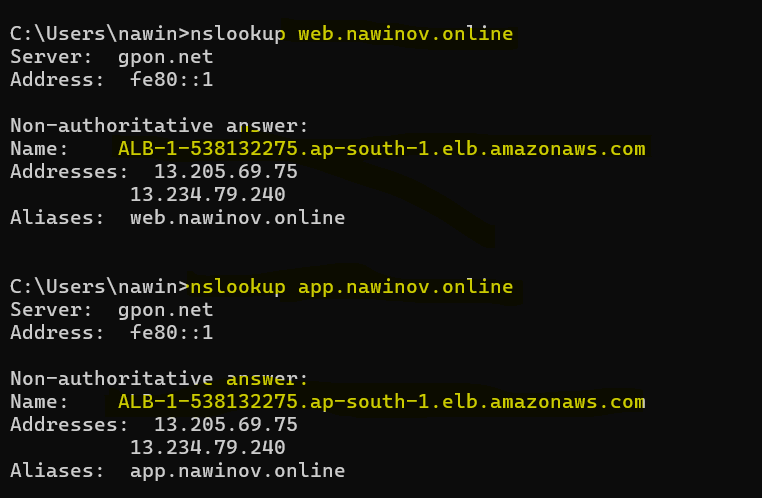 C:\Users\nawin>nslookup web.nawinov.online
Server:  gpon.net
Address:  fe80::1
Non-authoritative answer:
Name:    ALB-1-538132275.ap-south-1.elb.amazonaws.com
Addresses:  13.205.69.75
13.234.79.240
Aliases:  web.nawinov.online
C:\Users\nawin>nslookup app.nawinov.online
Server:  gpon.net
Address:  fe80::1
Non-authoritative answer:
Name:    ALB-1-538132275.ap-south-1.elb.amazonaws.com
Addresses:  13.205.69.75
13.234.79.240
Aliases:  app.nawinov.online